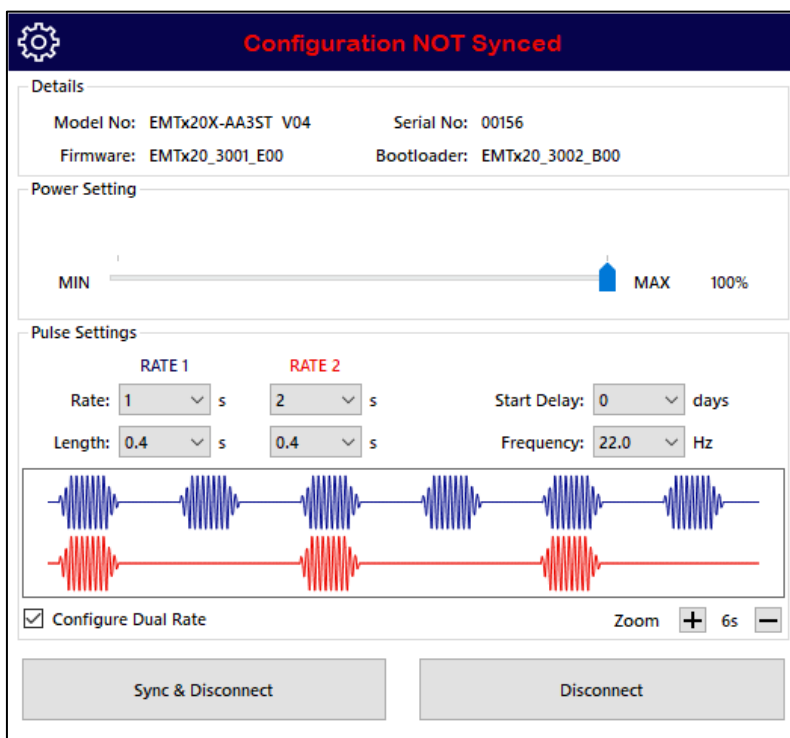 Configuration NOT Synced
Details
Model No: EMTx20X-AA3ST V04 Serial No: 00156
Firmware: EMTx20_3001_E00 Bootloader: EMTx20_3002_B00
Power Setting
MIN MAX 100%
Pulse Settings
RATE 1 RATE 2
Rate: 1 s 2 s Start Delay: 0 days
Length: 0.4 s 0.4 s Frequency: 22.0 Hz
Configure Dual Rate Zoom + 6s −
Sync & Disconnect Disconnect